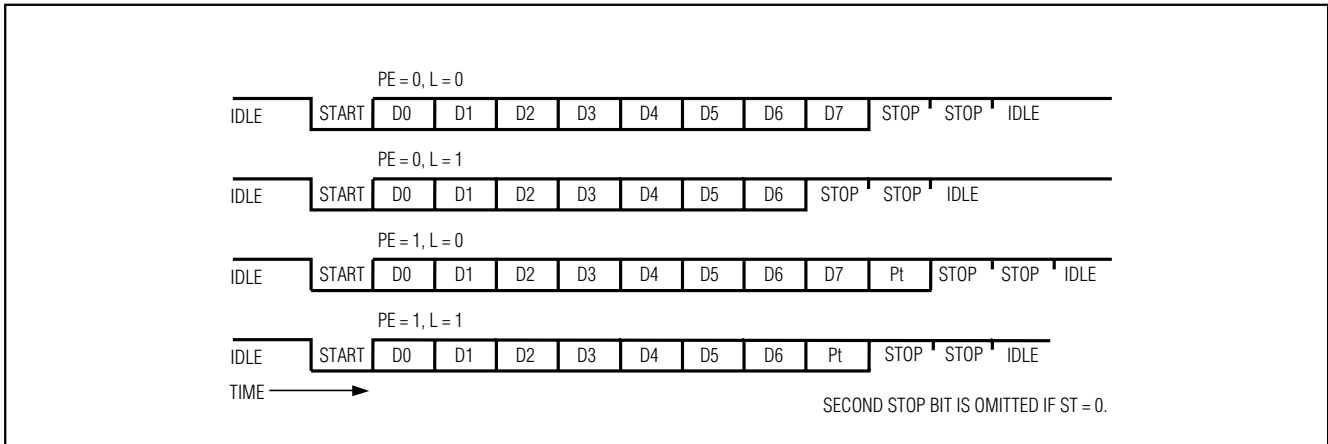 PE = 0, L = 0
IDLE START D0 D1 D2 D3 D4 D5 D6 D7 STOP STOP IDLE
PE = 0, L = 1
IDLE START D0 D1 D2 D3 D4 D5 D6 STOP STOP IDLE
PE = 1, L = 0
IDLE START D0 D1 D2 D3 D4 D5 D6 D7 Pt STOP STOP IDLE
PE = 1, L = 1
IDLE START D0 D1 D2 D3 D4 D5 D6 Pt STOP STOP IDLE
TIME
SECOND STOP BIT IS OMITTED IF ST = 0.